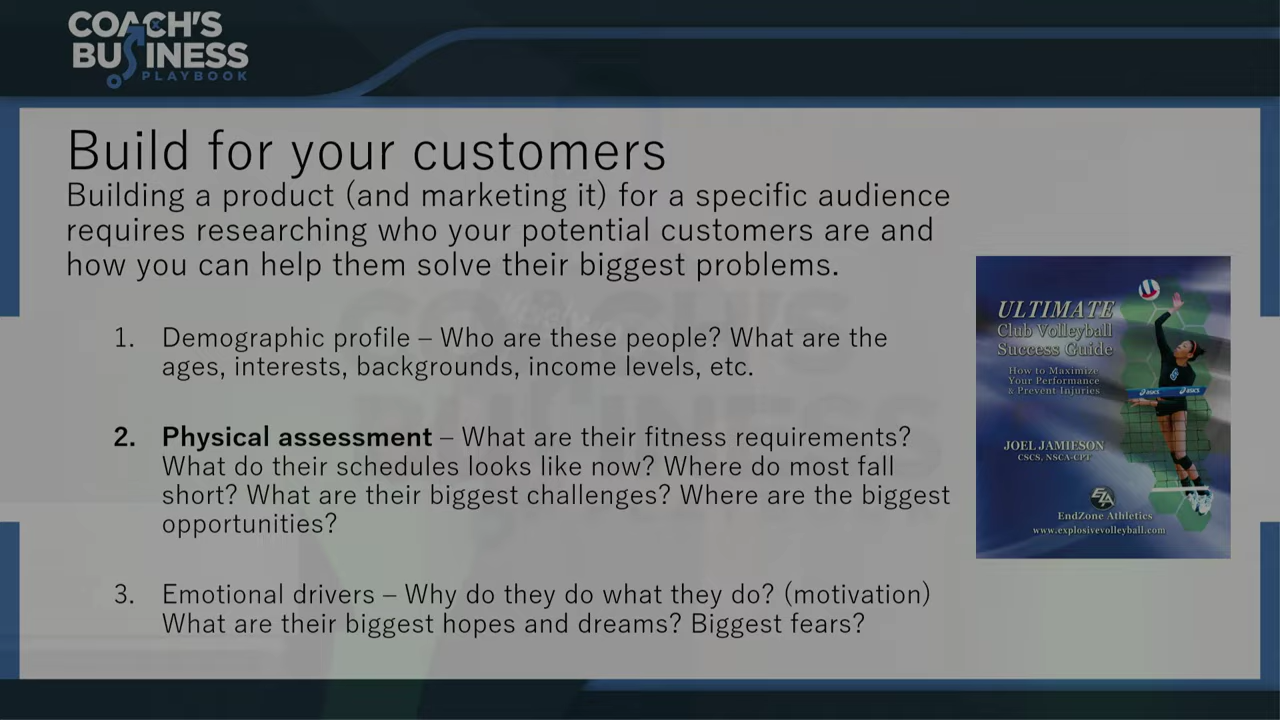 COACH'S
BUSINESS
PLAYBOOK
Build for your customers
Building a product (and marketing it) for a specific audience
requires researching who your potential customers are and
how you can help them solve their biggest problems.
1. Demographic profile – Who are these people? What are the
ages, interests, backgrounds, income levels, etc.
2. Physical assessment – What are their fitness requirements?
What do their schedules looks like now? Where do most fall
short? What are their biggest challenges? Where are the biggest
opportunities?
3. Emotional drivers – Why do they do what they do? (motivation)
What are their biggest hopes and dreams? Biggest fears?
ULTIMATE
Club Volleyball
Success Guide
How to Maximize
Your Performance
& Prevent Injuries
asics asics
JOEL JAMIESON
CSCS, NSCA-CPT
EZA
EndZone Athletics
www.explosivevolleyball.com
COACH'S
BUSINESS